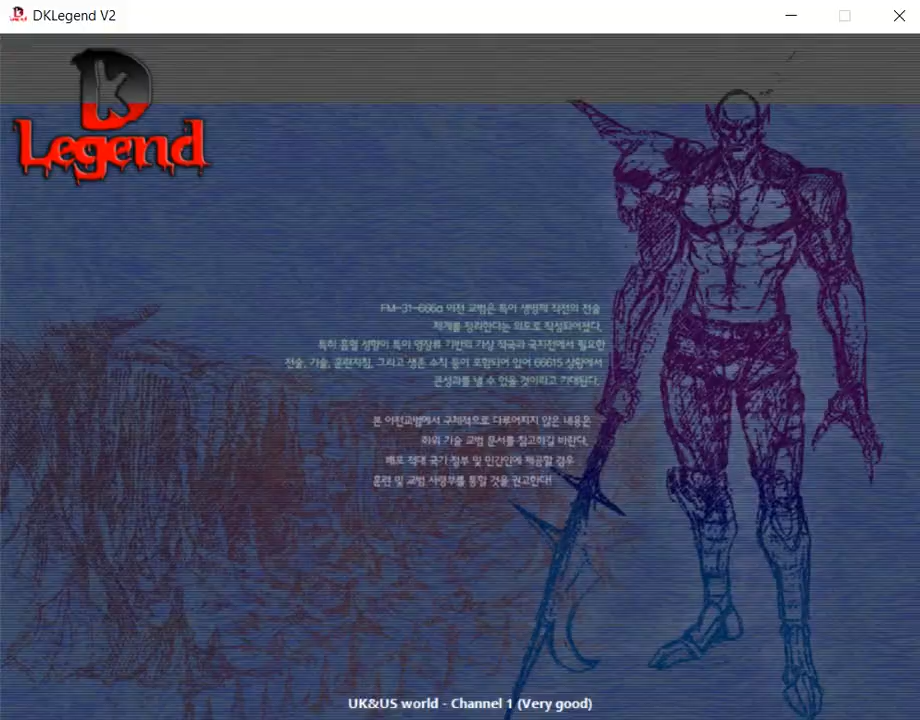 DKLegend V2
DK
Legend
FM-31-666a 야전 교범은 특이 생명체 작전의 전술
체계를 정리한다는 의도로 작성되어졌다.
특히 흡혈 성향이 특이 영장류 기반의 가상 적국과 국지전에서 필요한
전술, 기술, 훈련지침, 그리고 생존 수칙 등이 포함되어 있어 66615 상황에서
큰성과를 낼 수 있을 것이라고 기대된다.
본 야전교범에서 구체적으로 다루어지지 않은 내용은
하위 기술 교범 문서를 참고하길 바란다.
배포 적대 국가 정부 및 민간인에 제공할 경우
훈련 및 교범 사령부를 통할 것을 권고한다!
UK&US world - Channel 1 (Very good)